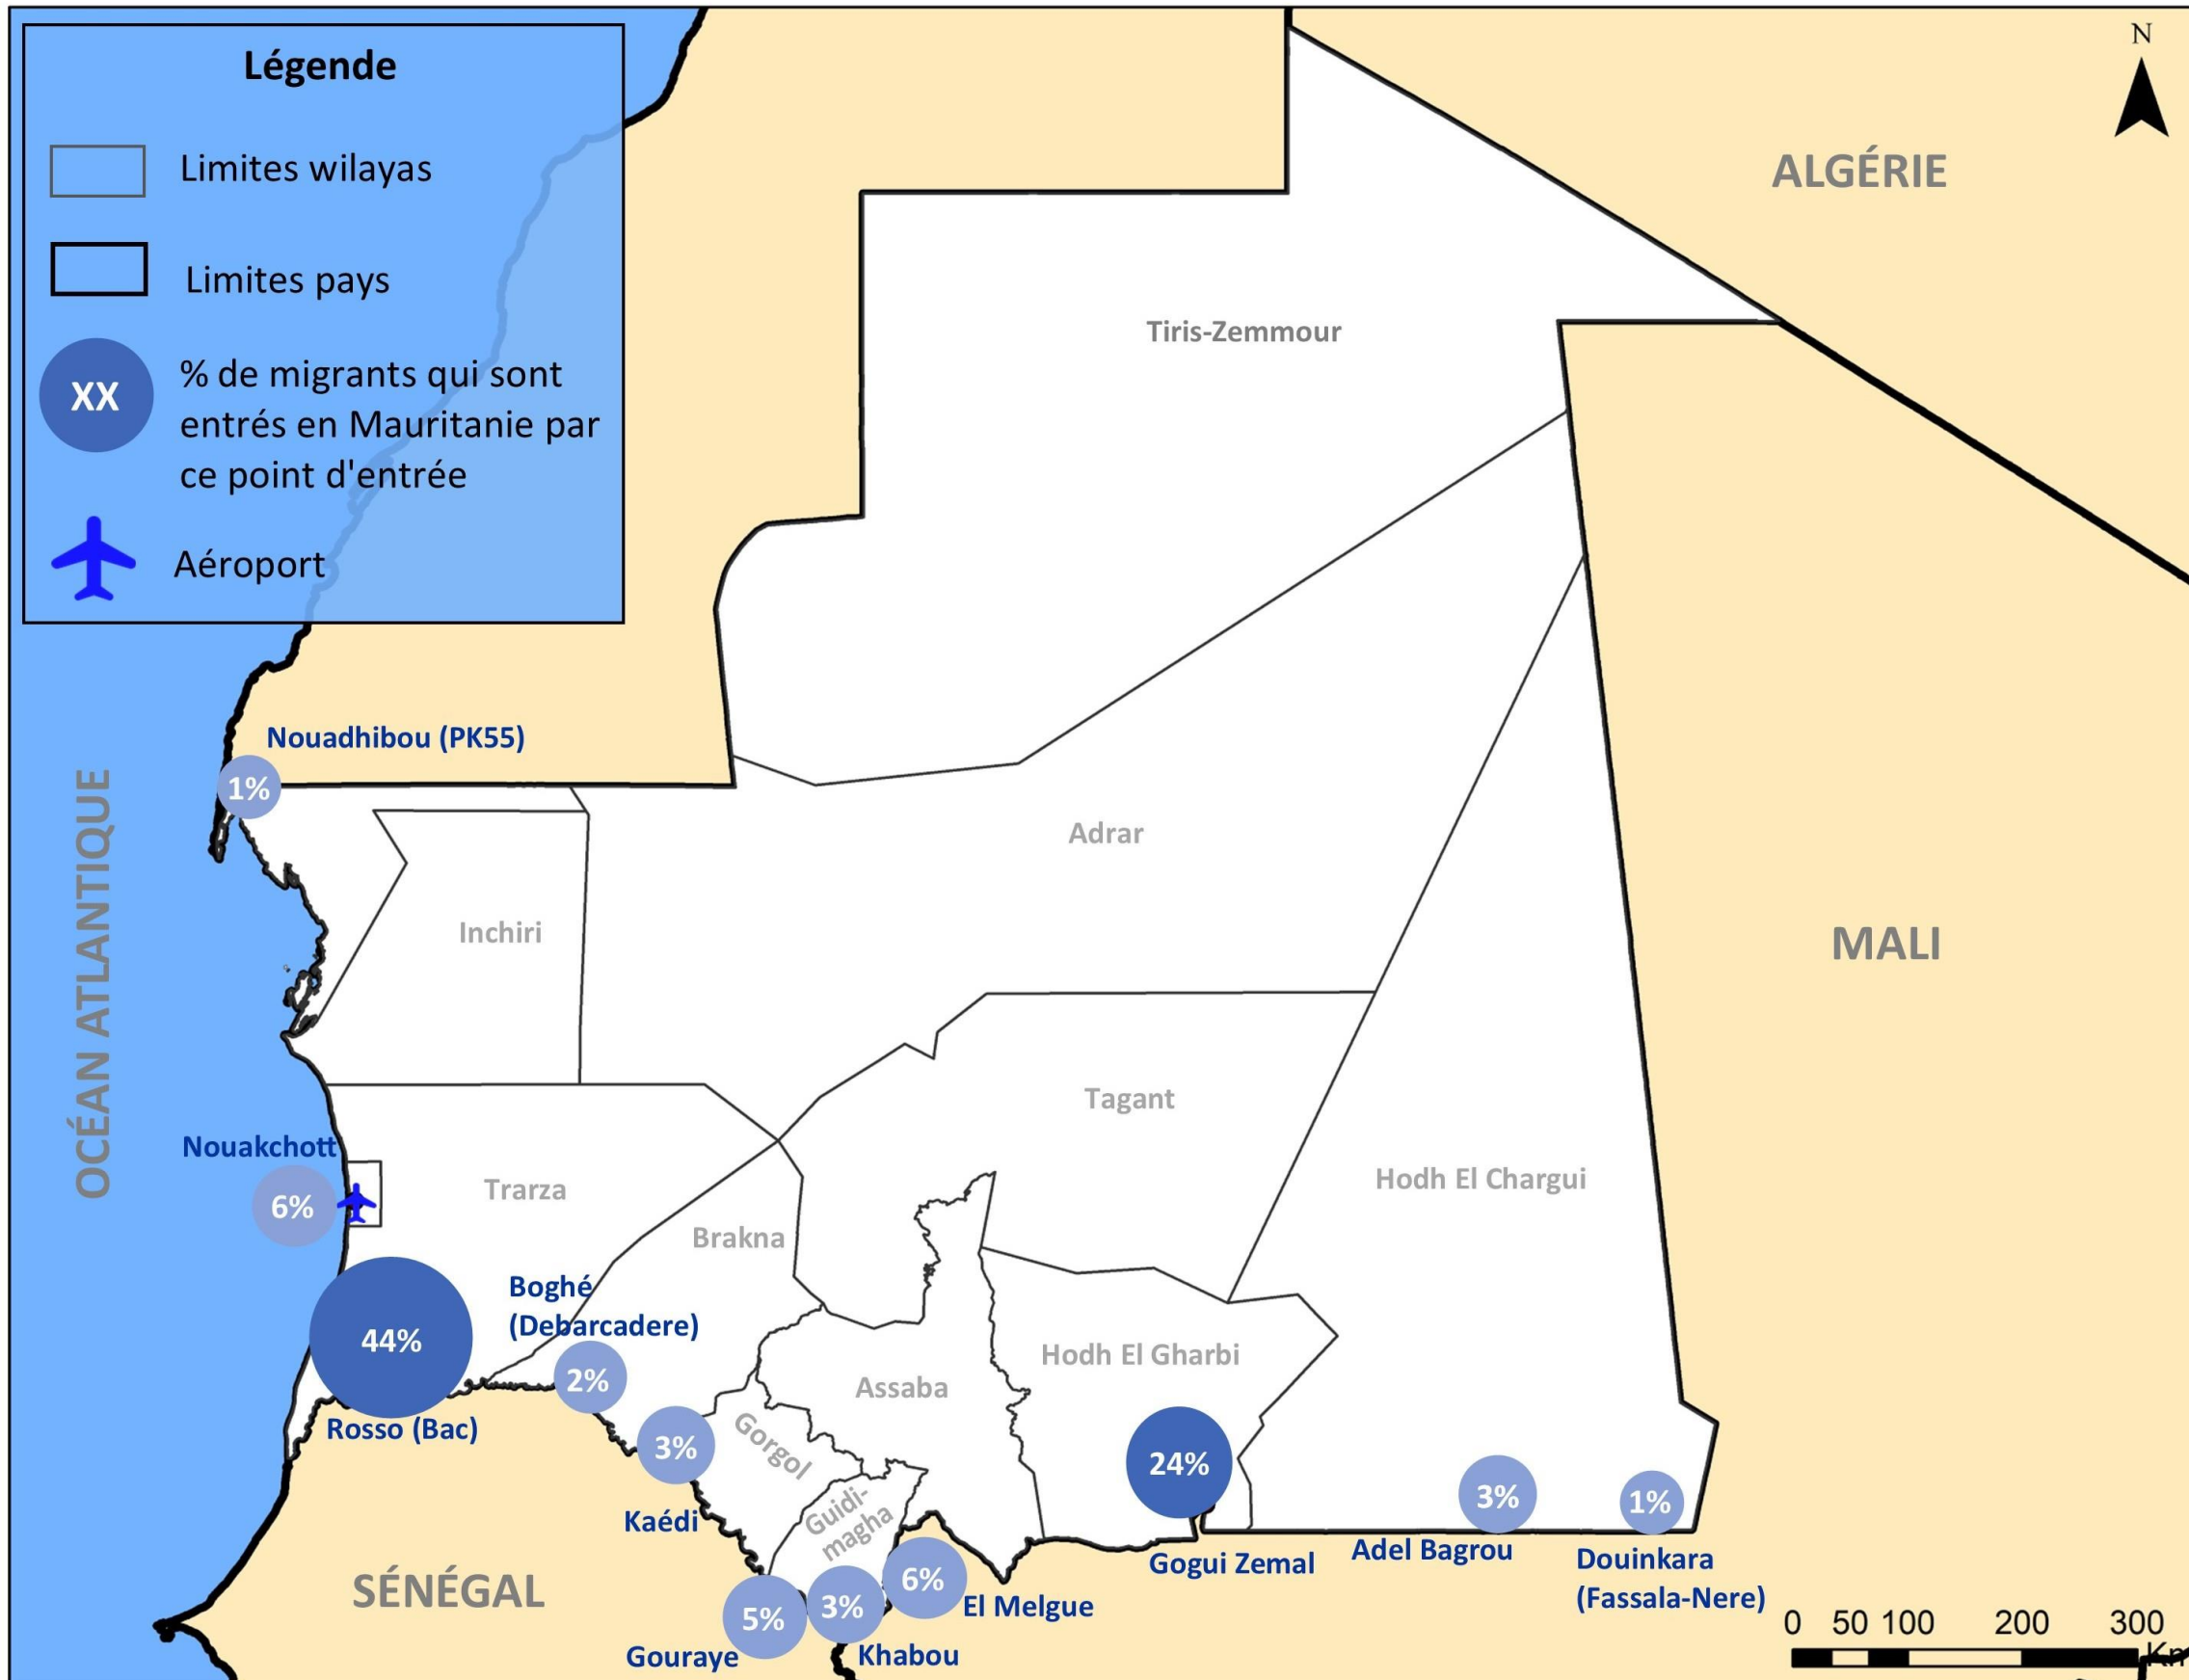 Légende
Limites wilayas
Limites pays
XX
% de migrants qui sont
entrés en Mauritanie par
ce point d'entrée
Aéroport
N
ALGÉRIE
Tiris-Zemmour
Nouadhibou (PK55)
1%
OCÉAN ATLANTIQUE
Adrar
Inchiri
MALI
Tagant
Nouakchott
6%
Trarza
Hodh El Chargui
Brakna
Boghé
(Debarcadere)
2%
44%
Rosso (Bac)
Hodh El Gharbi
Assaba
3%
Kaédi
Gorgol
Guidi-
magha
24%
Gogui Zemal
3%
Adel Bagrou
1%
Douinkara
(Fassala-Nere)
SÉNÉGAL
5%
Gouraye
3%
Khabou
6%
El Melgue
0 50 100 200 300
Km